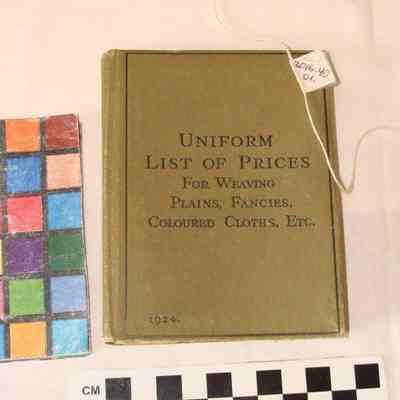 UNIFORM
LIST OF PRICES
FOR WEAVING
PLAINS, FANCIES,
COLOURED CLOTHS, ETC.
1924.
CM